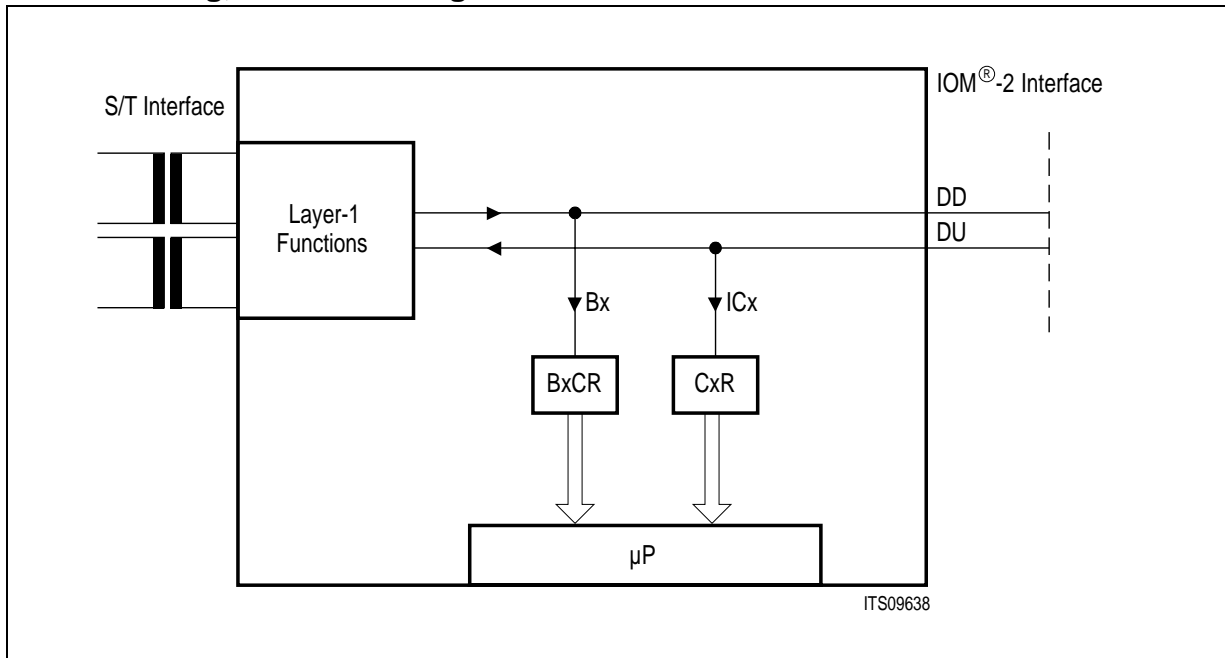 S/T Interface
IOM®-2 Interface
Layer-1
Functions
DD
DU
Bx
ICx
BxCR
CxR
µP
ITS09638